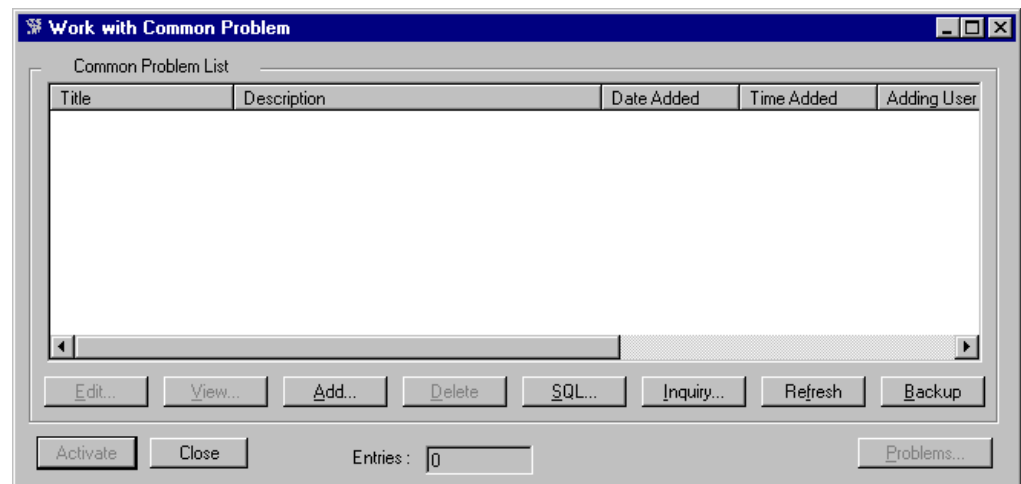 Work with Common Problem
Common Problem List
Title Description Date Added Time Added Adding User
Edit... View... Add... Delete SQL... Inquiry... Refresh Backup
Activate Close Entries : 0 Problems...